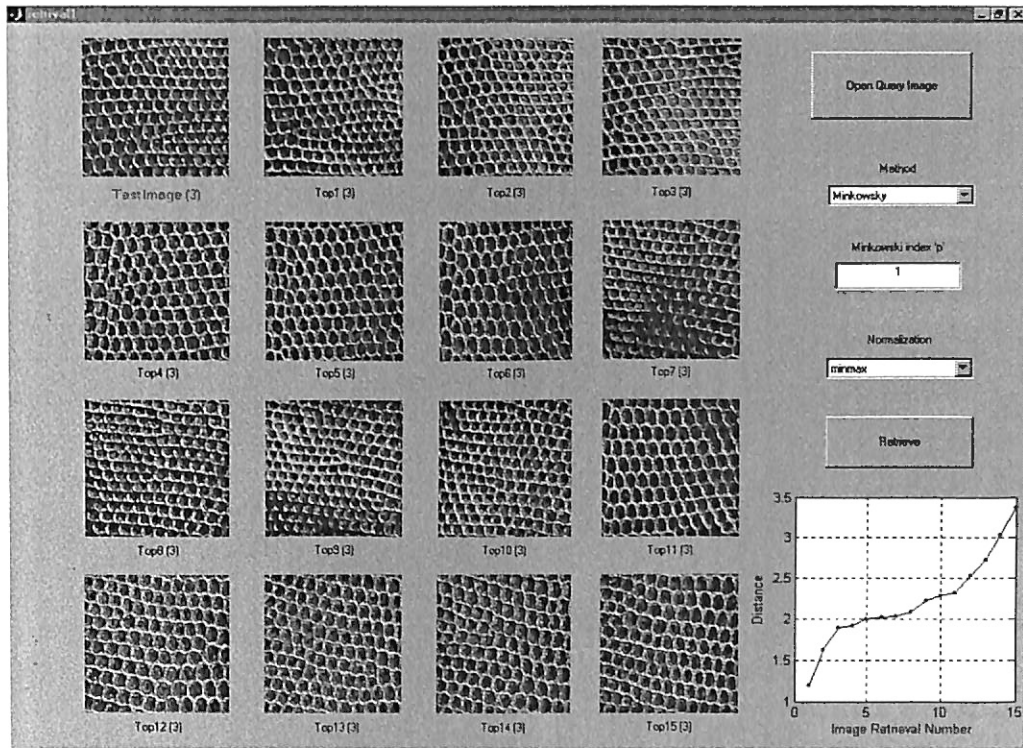 Open Query Image
Test Image (3)
Top1 (3)
Top2 (3)
Top3 (3)
Method
Minkowsky
Minkowski index 'p'
1
Top4 (3)
Top5 (3)
Top6 (3)
Top7 (3)
Normalization
minmax
Retrieve
Top8 (3)
Top9 (3)
Top10 (3)
Top11 (3)
Top12 (3)
Top13 (3)
Top14 (3)
Top15 (3)
3.5
3
2.5
2
1.5
1
Distance
0
5
10
15
Image Retrieval Number